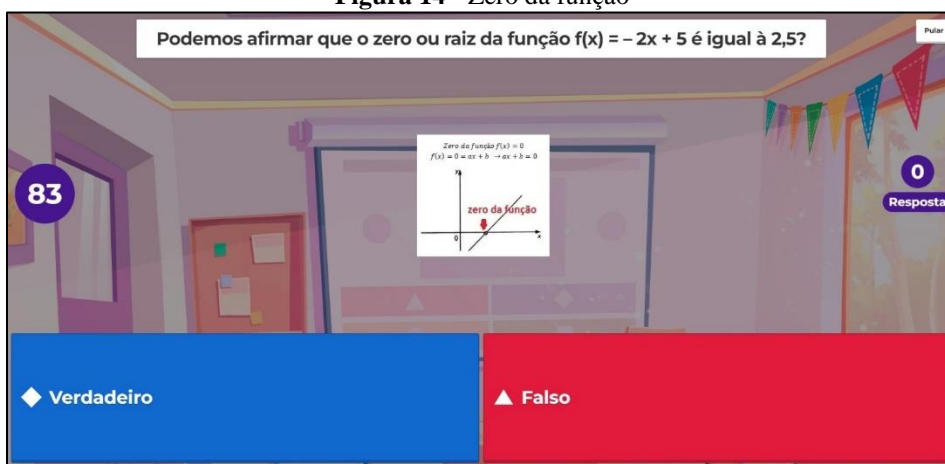 Figura 14 - Zero da função
Podemos afirmar que o zero ou raiz da função f(x) = – 2x + 5 é igual à 2,5?
Pular
Zero da função f(x) = 0
f(x) = 0 = ax + b → ax + b = 0
y
zero da função
0
x
83
0
Resposta
Verdadeiro
Falso